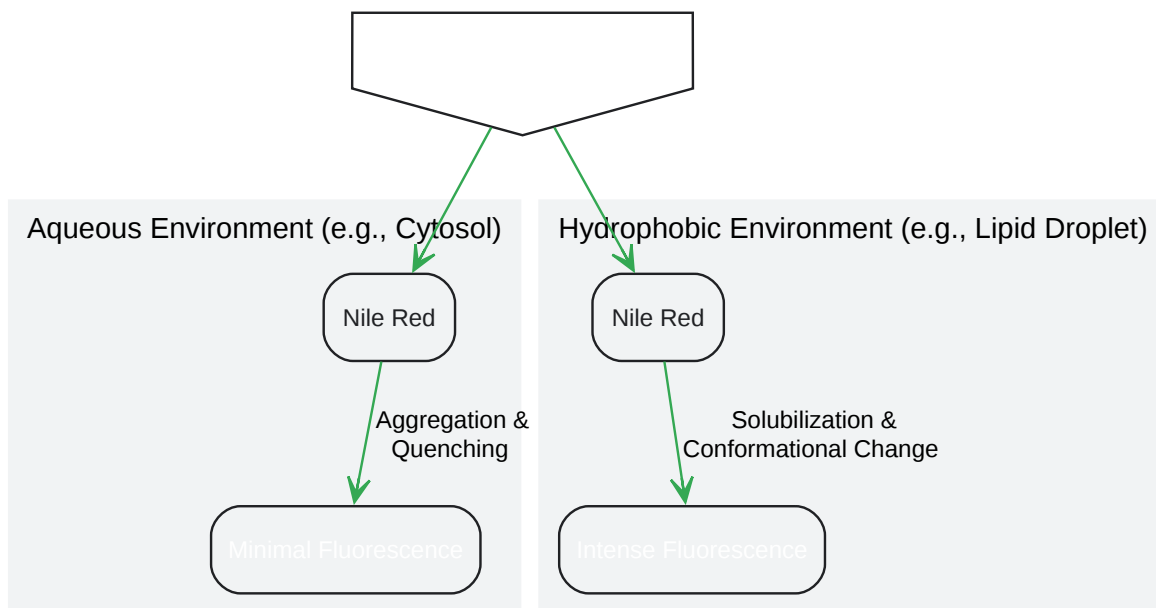 Aqueous Environment (e.g., Cytosol)
Hydrophobic Environment (e.g., Lipid Droplet)
Nile Red
Nile Red
Aggregation &
Quenching
Solubilization &
Conformational Change
Minimal Fluorescence
Intense Fluorescence